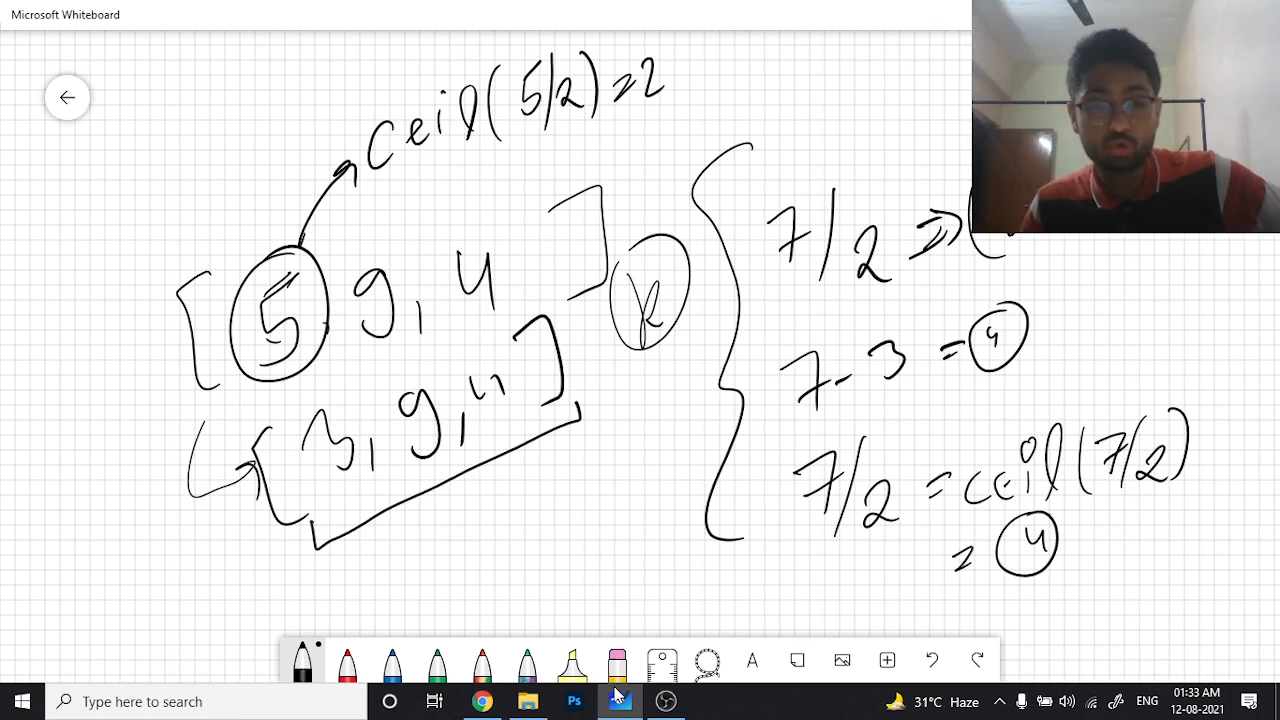 Microsoft Whiteboard
ceil(5/2)=2
[5 9, 4] k
[3, 9, 4]
7/2 ⇒ (
7-3 = 4
7/2 = ceil(7/2)
= 4
A
Type here to search
Ps
31°C Haze
ENG
01:33 AM
12-08-2021